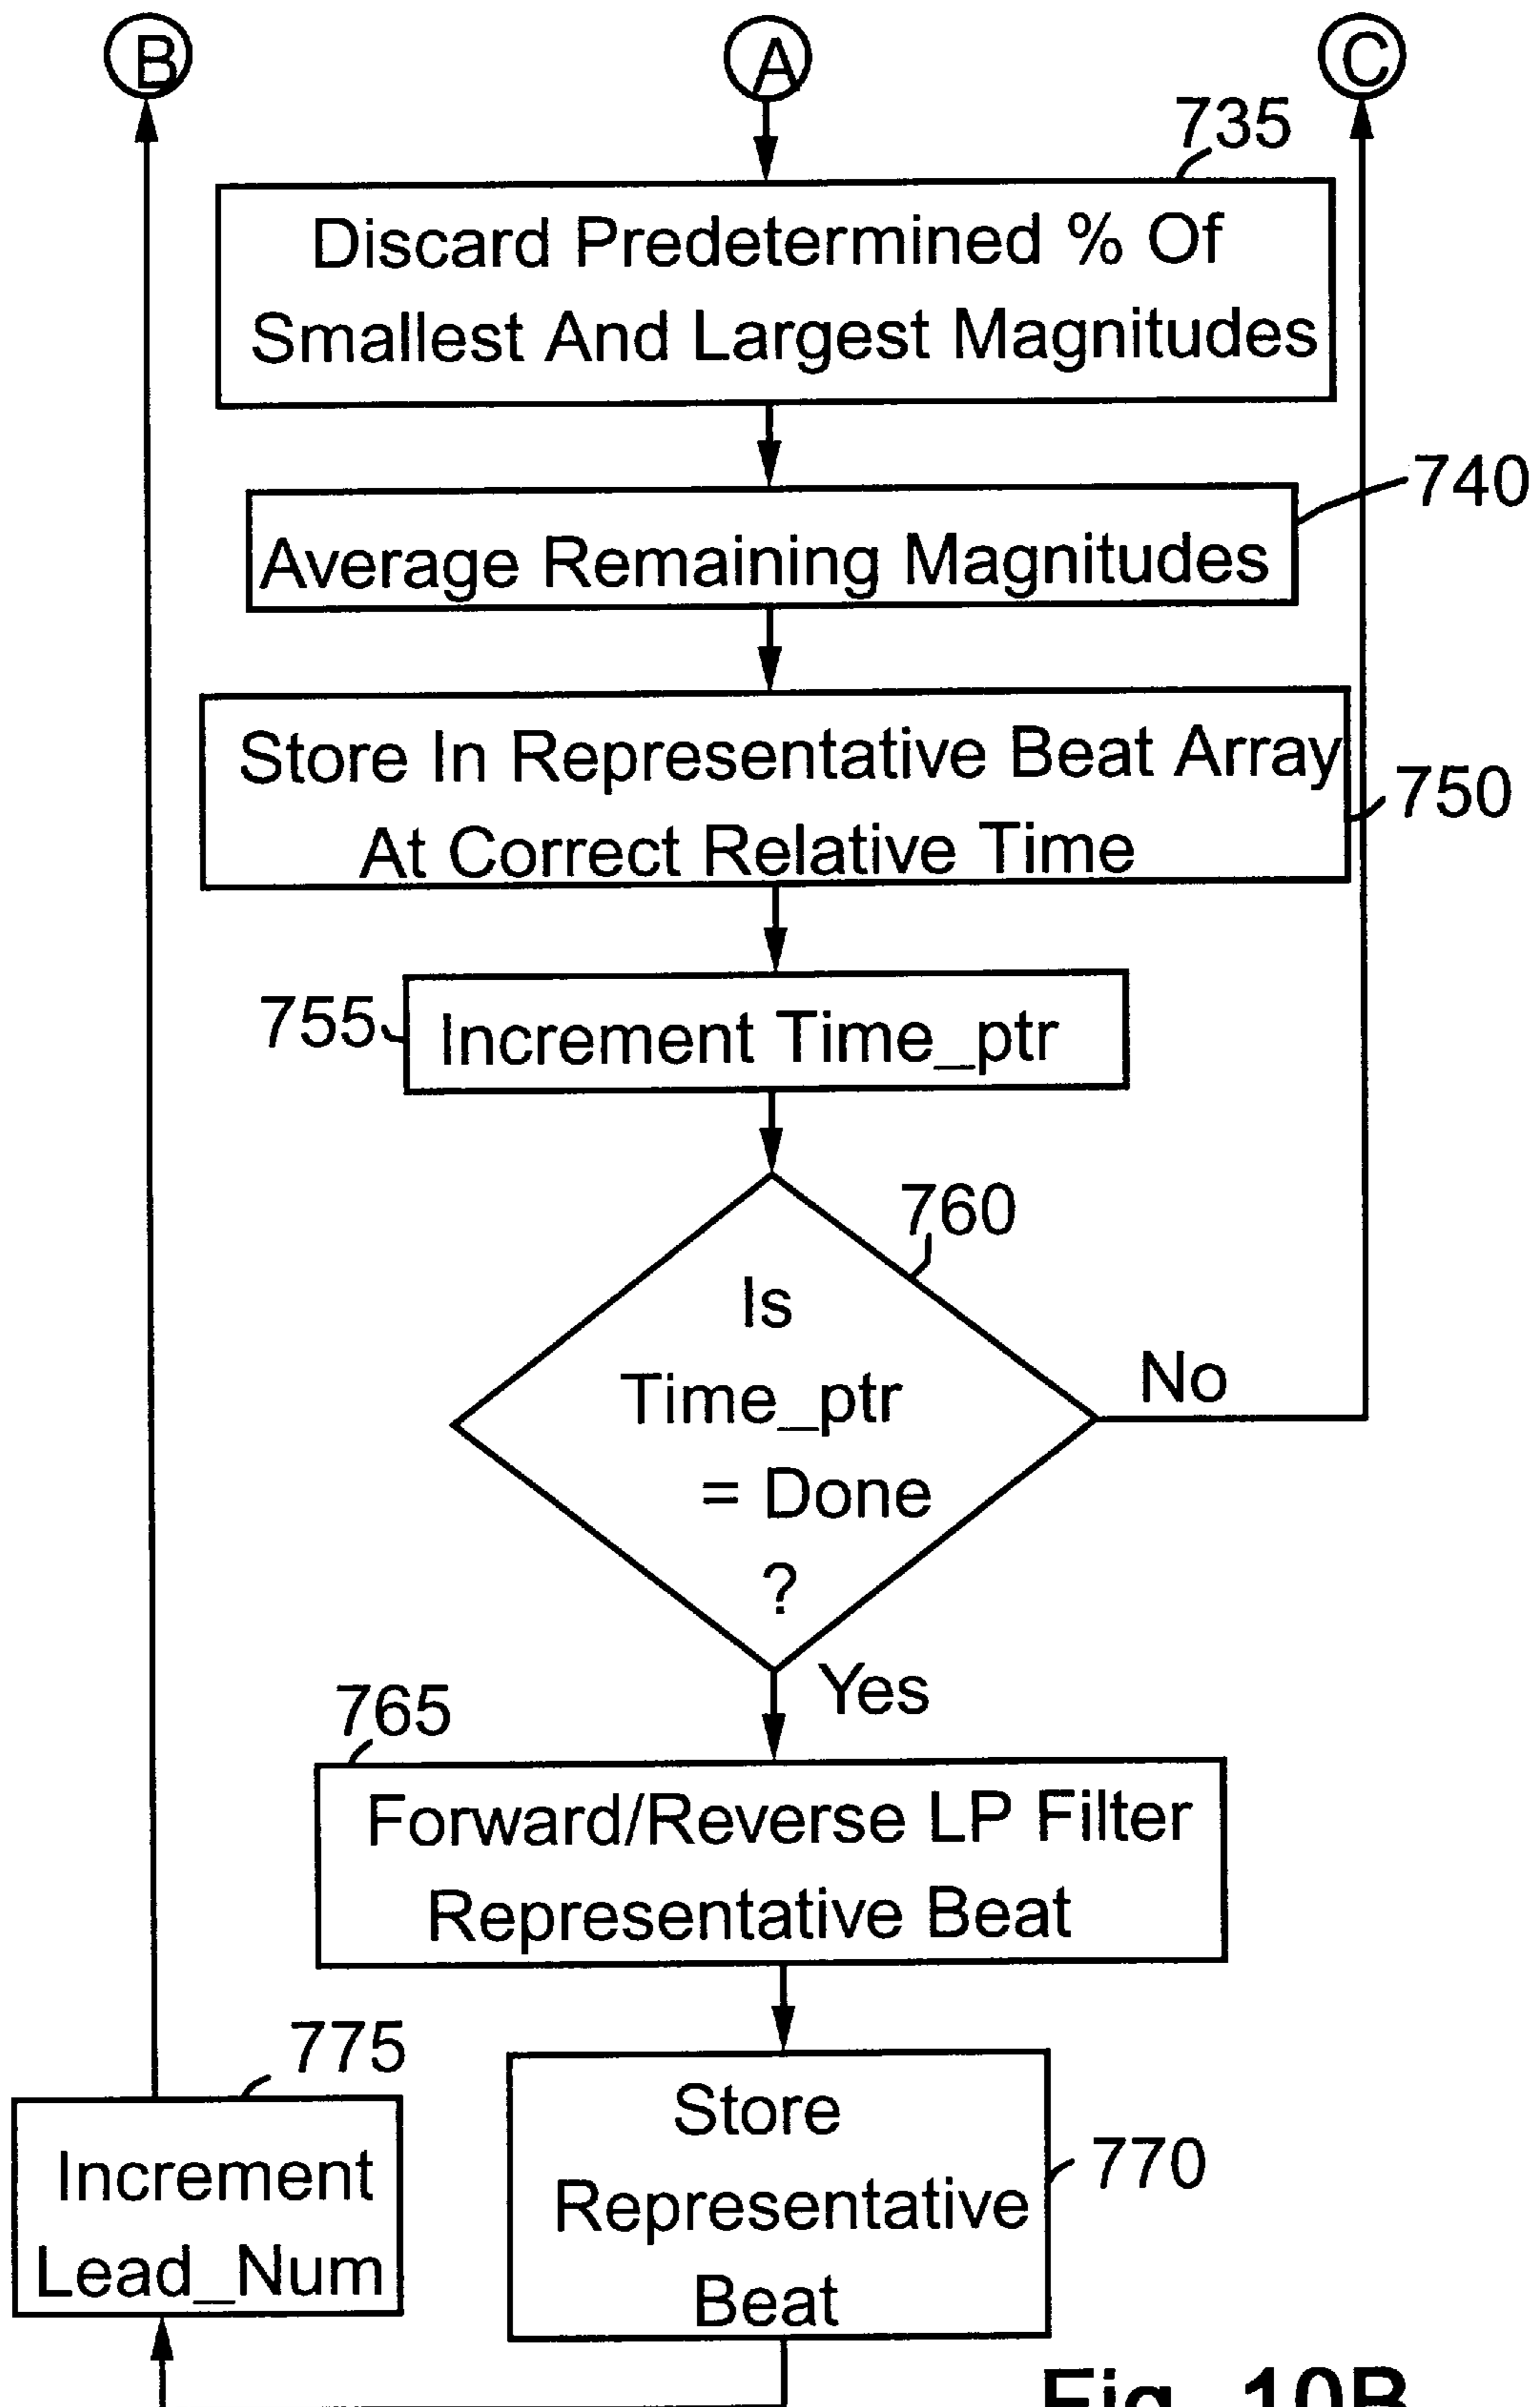 B
A
C
735
Discard Predetermined % Of
Smallest And Largest Magnitudes
740
Average Remaining Magnitudes
Store In Representative Beat Array
At Correct Relative Time
750
755
Increment Time_ptr
760
Is
Time_ptr
= Done
?
No
Yes
765
Forward/Reverse LP Filter
Representative Beat
775
Increment
Lead_Num
Store
Representative
Beat
770
Fig. 10B